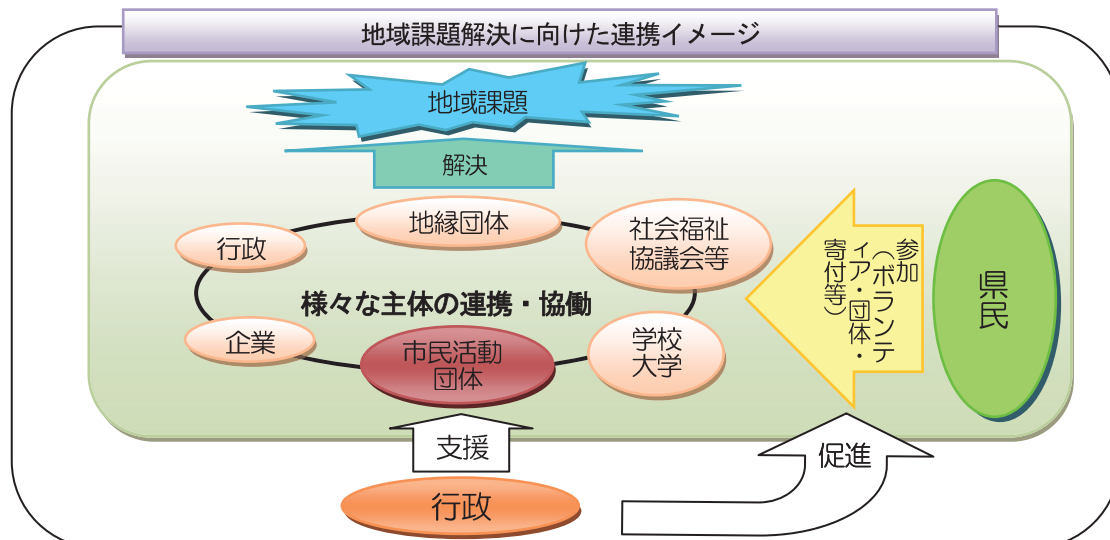 地域課題解決に向けた連携イメージ
地域課題
解決
地縁団体
行政
社会福祉
協議会等
様々な主体の連携・協働
企業
市民活動
団体
学校
大学
参加
（ボランテ
ィア・団体・
寄付等）
県民
支援
促進
行政